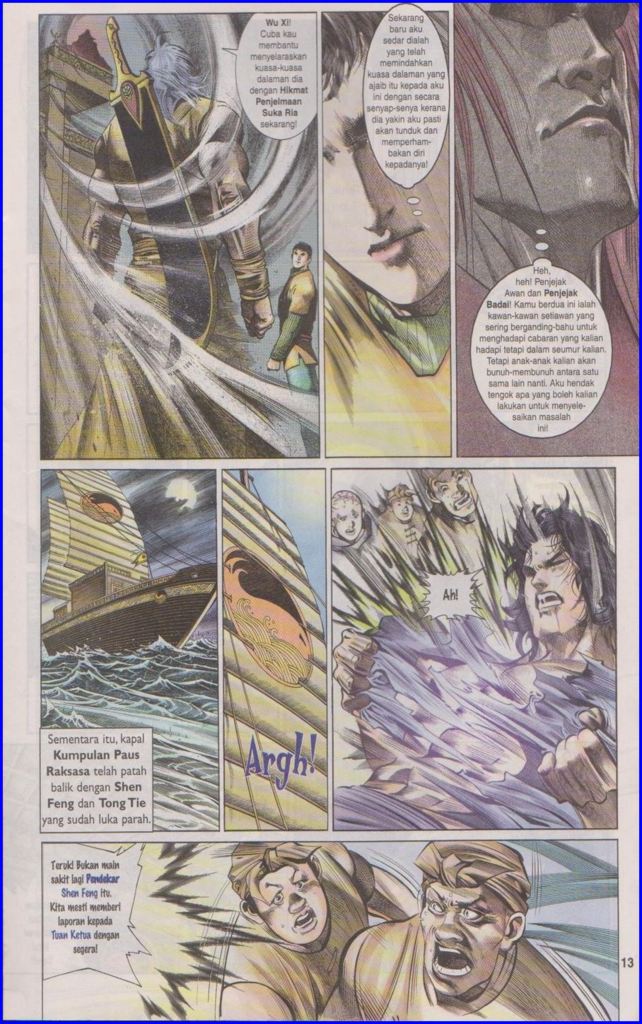 Wu Xi!
Cuba kau
membantu
menyelaraskan
kuasa-kuasa
dalaman dia
dengan Hikmat
Penjelmaan
Suka Ria
sekarang!
Sekarang
baru aku
sedar dialah
yang telah
memindahkan
kuasa dalaman yang
ajaib itu kepada aku
ini dengan secara
senyap-senya kerana
dia yakin aku pasti
akan tunduk dan
memperham-
bakan diri
kepadanya!
Heh,
heh! Penjejak
Awan dan Penjejak
Badai! Kamu berdua ini ialah
kawan-kawan setiawan yang
sering berganding-bahu untuk
menghadapi cabaran yang kalian
hadapi tetapi dalam seumur kalian.
Tetapi anak-anak kalian akan
bunuh-membunuh antara satu
sama lain nanti. Aku hendak
tengok apa yang boleh kalian
lakukan untuk menyele-
saikan masalah
ini!
Sementara itu, kapal
Kumpulan Paus
Raksasa telah patah
balik dengan Shen
Feng dan Tong Tie
yang sudah luka parah.
Argh!
Ah!
Teruk! Bukan main
sakit lagi Pendekar
Shen Feng itu.
Kita mesti memberi
laporan kepada
Tuan Ketua dengan
segera!
13